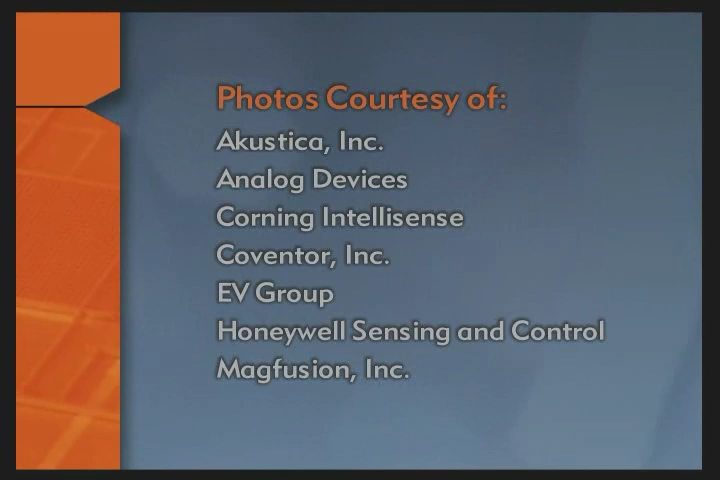 Photos Courtesy of:
Akustica, Inc.
Analog Devices
Corning Intellisense
Coventor, Inc.
EV Group
Honeywell Sensing and Control
Magfusion, Inc.